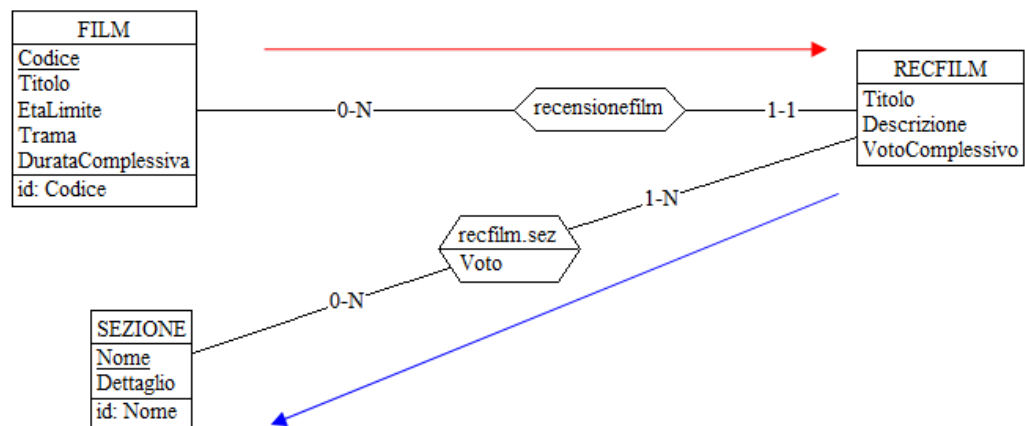 FILM
Codice
Titolo
EtaLimite
Trama
DurataComplessiva
id: Codice
0-N
recensionefilm
1-1
RECFILM
Titolo
Descrizione
VotoComplessivo
1-N
recfilm.sez
Voto
0-N
SEZIONE
Nome
Dettaglio
id: Nome